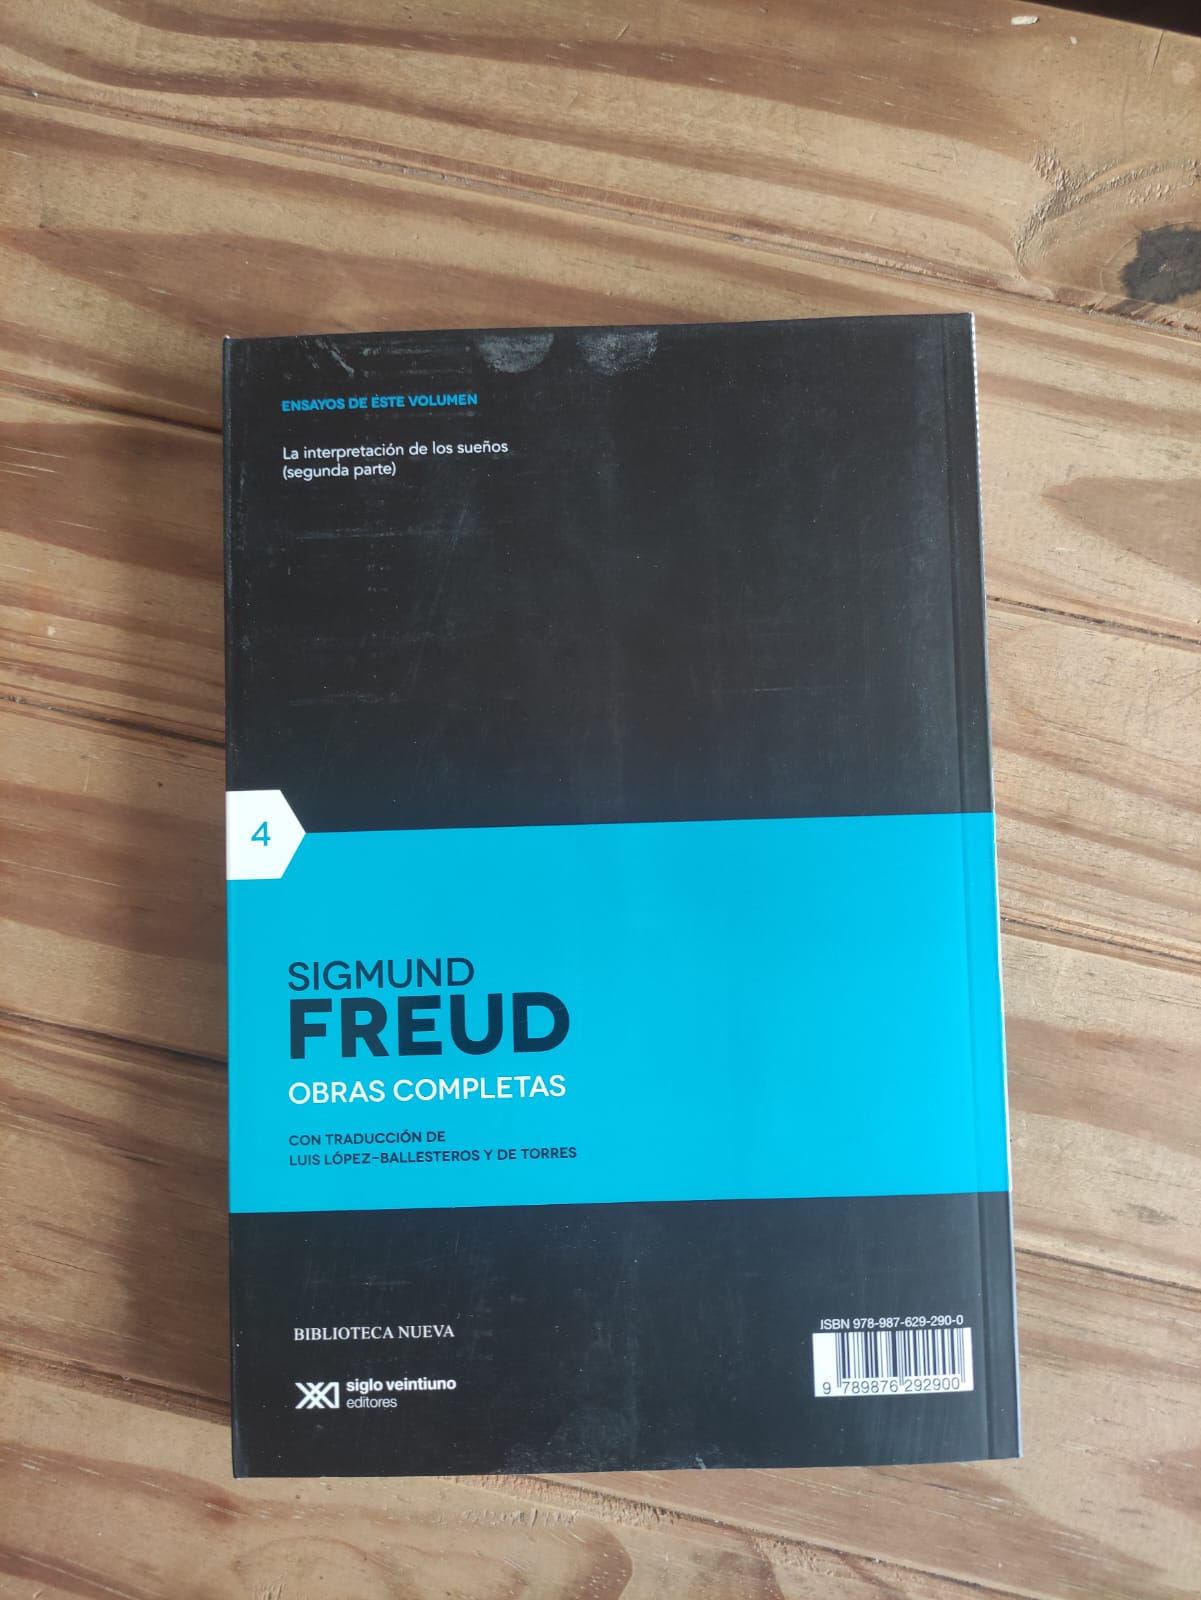 ENSAYOS DE ESTE VOLUMEN
La interpretación de los sueños
(segunda parte)
4
SIGMUND
FREUD
OBRAS COMPLETAS
CON TRADUCCIÓN DE
LUIS LÓPEZ-BALLESTEROS Y DE TORRES
BIBLIOTECA NUEVA
siglo veintiuno
editores
ISBN 978-987-629-290-0
9 789876 292900